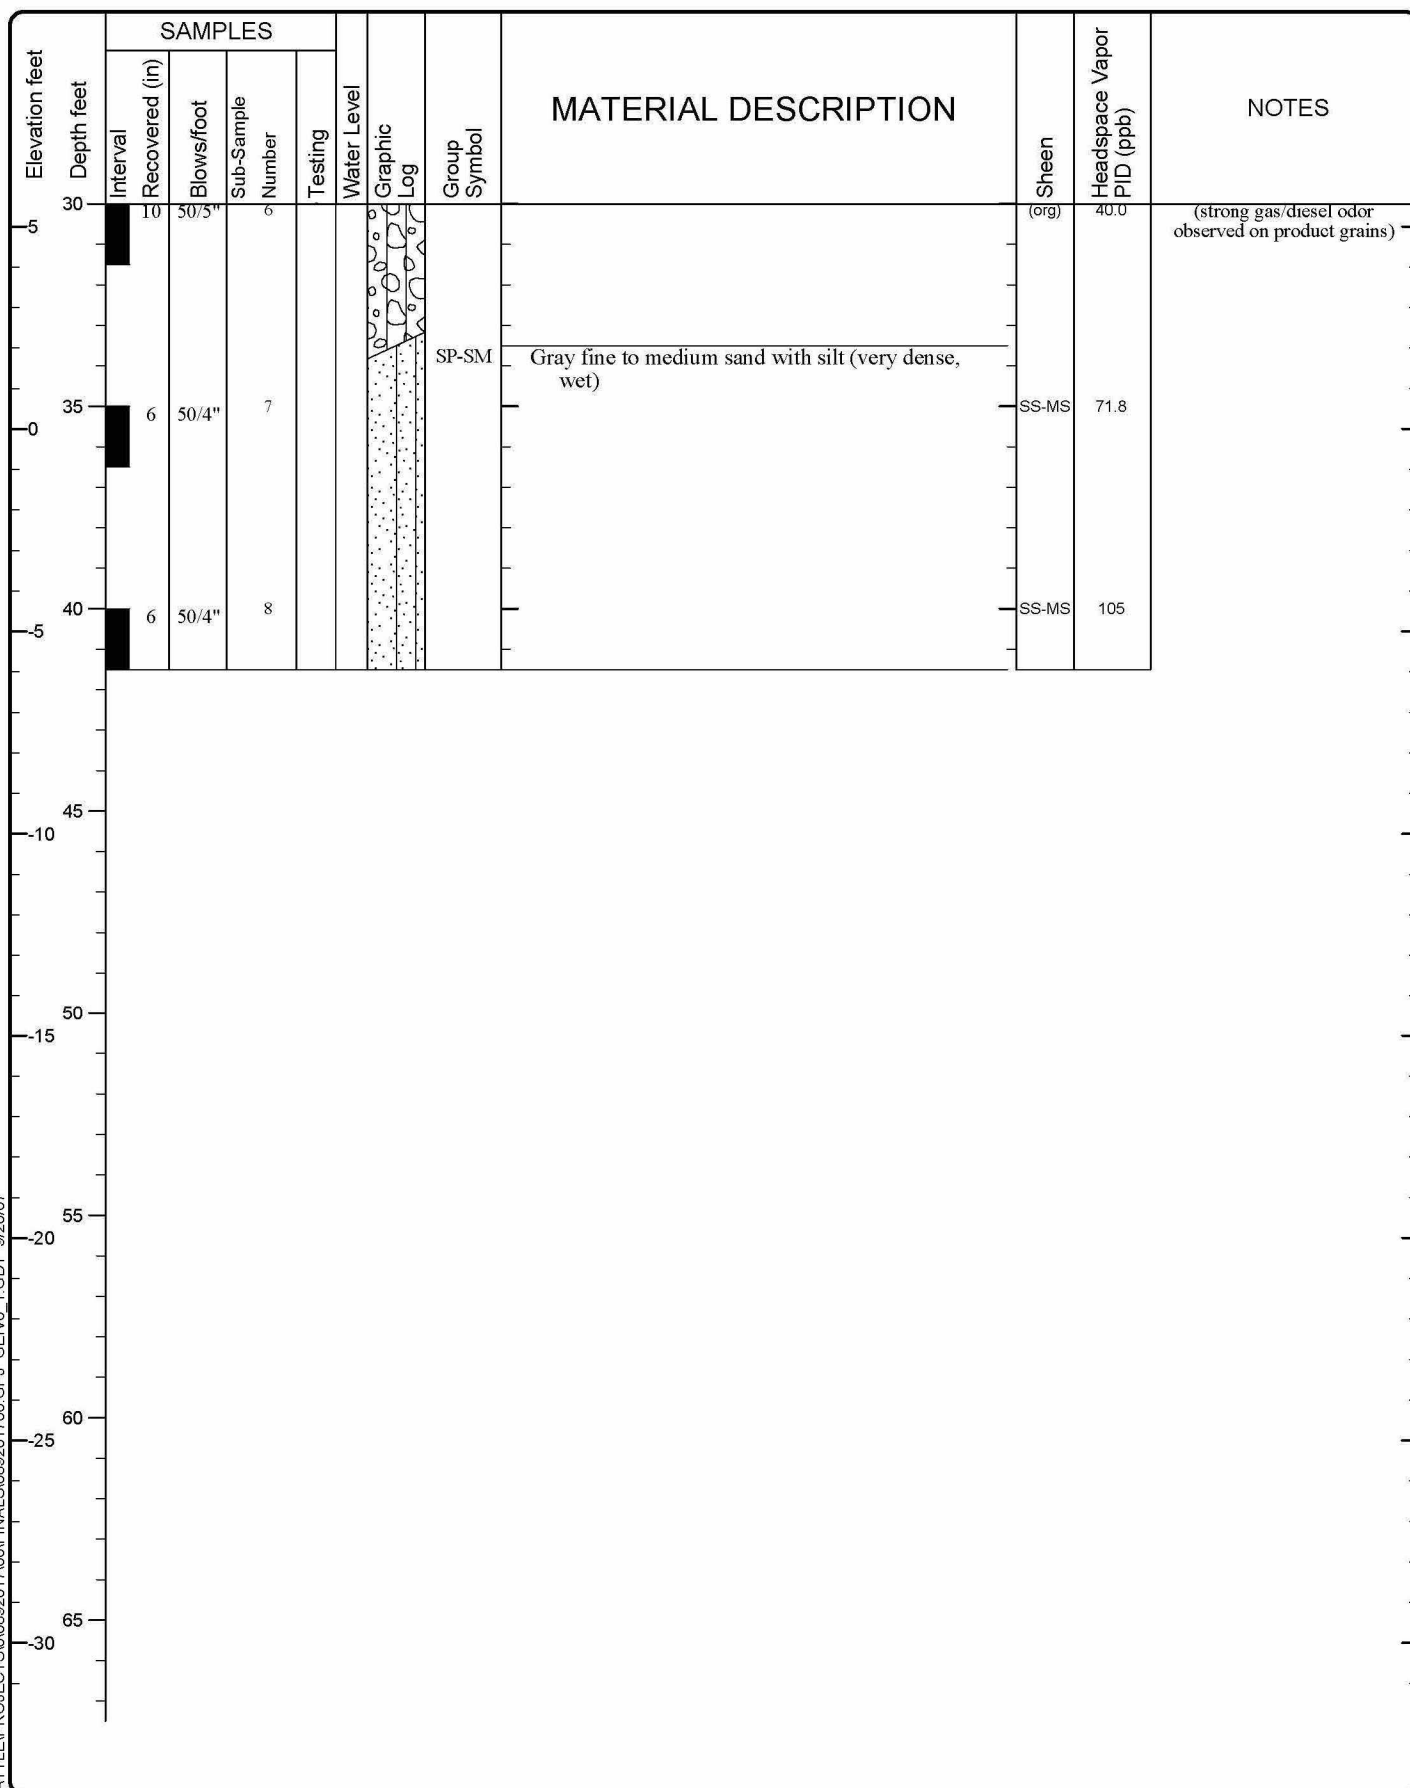 SAMPLES
Elevation feet
Depth feet
Interval
Recovered (in)
Blows/foot
Sub-Sample
Number
Testing
Water Level
Graphic
Log
Group
Symbol
MATERIAL DESCRIPTION
Sheen
Headspace Vapor
PID (ppb)
NOTES
30 10 50/5" 6 (org) 40.0 (strong gas/diesel odor
5 observed on product grains)
SP-SM Gray fine to medium sand with silt (very dense,
wet)
35 6 50/4" 7 SS-MS 71.8
0
40 6 50/4" 8 SS-MS 105
-5
45
-10
50
-15
55
-20
60
-25
65
-30